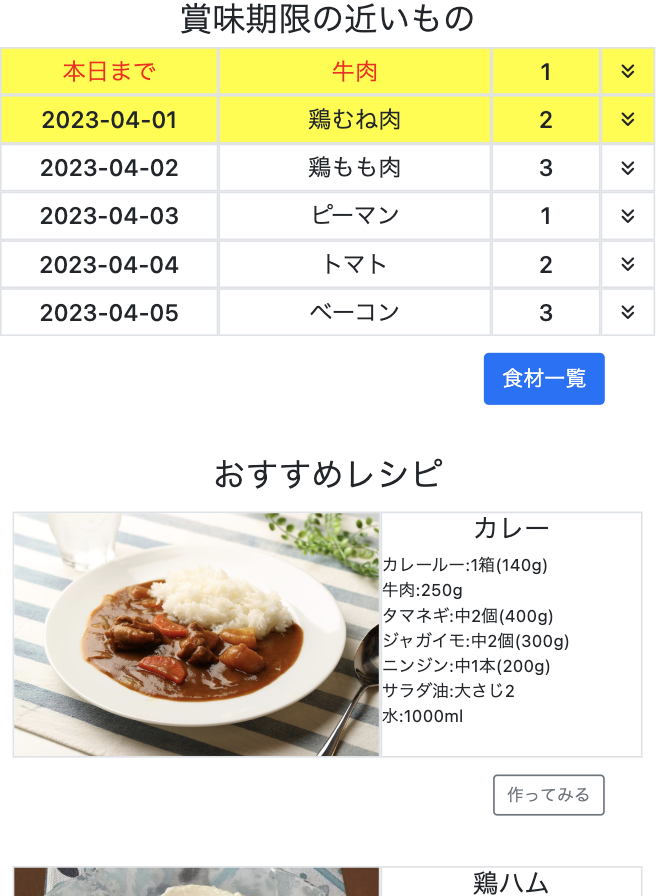 賞味期限の近いもの
本日まで 牛肉 1
2023-04-01 鶏むね肉 2
2023-04-02 鶏もも肉 3
2023-04-03 ピーマン 1
2023-04-04 トマト 2
2023-04-05 ベーコン 3
食材一覧
おすすめレシピ
カレー
カレールー:1箱(140g)
牛肉:250g
タマネギ:中2個(400g)
ジャガイモ:中2個(300g)
ニンジン:中1本(200g)
サラダ油:大さじ2
水:1000ml
作ってみる
鶏ハム